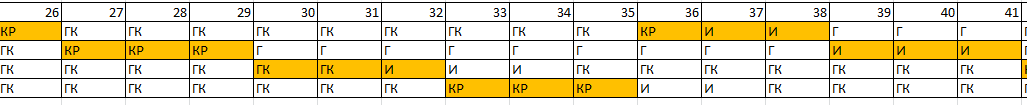 26 27 28 29 30 31 32 33 34 35 36 37 38 39 40 41
КР ГК ГК ГК ГК ГК ГК ГК ГК ГК КР И И Г Г Г
ГК КР КР КР Г Г Г Г Г Г Г Г Г И И И
ГК ГК ГК ГК ГК ГК И И И ГК ГК ГК ГК ГК ГК ГК
ГК ГК ГК ГК ГК ГК ГК КР КР КР И И ГК ГК ГК ГК